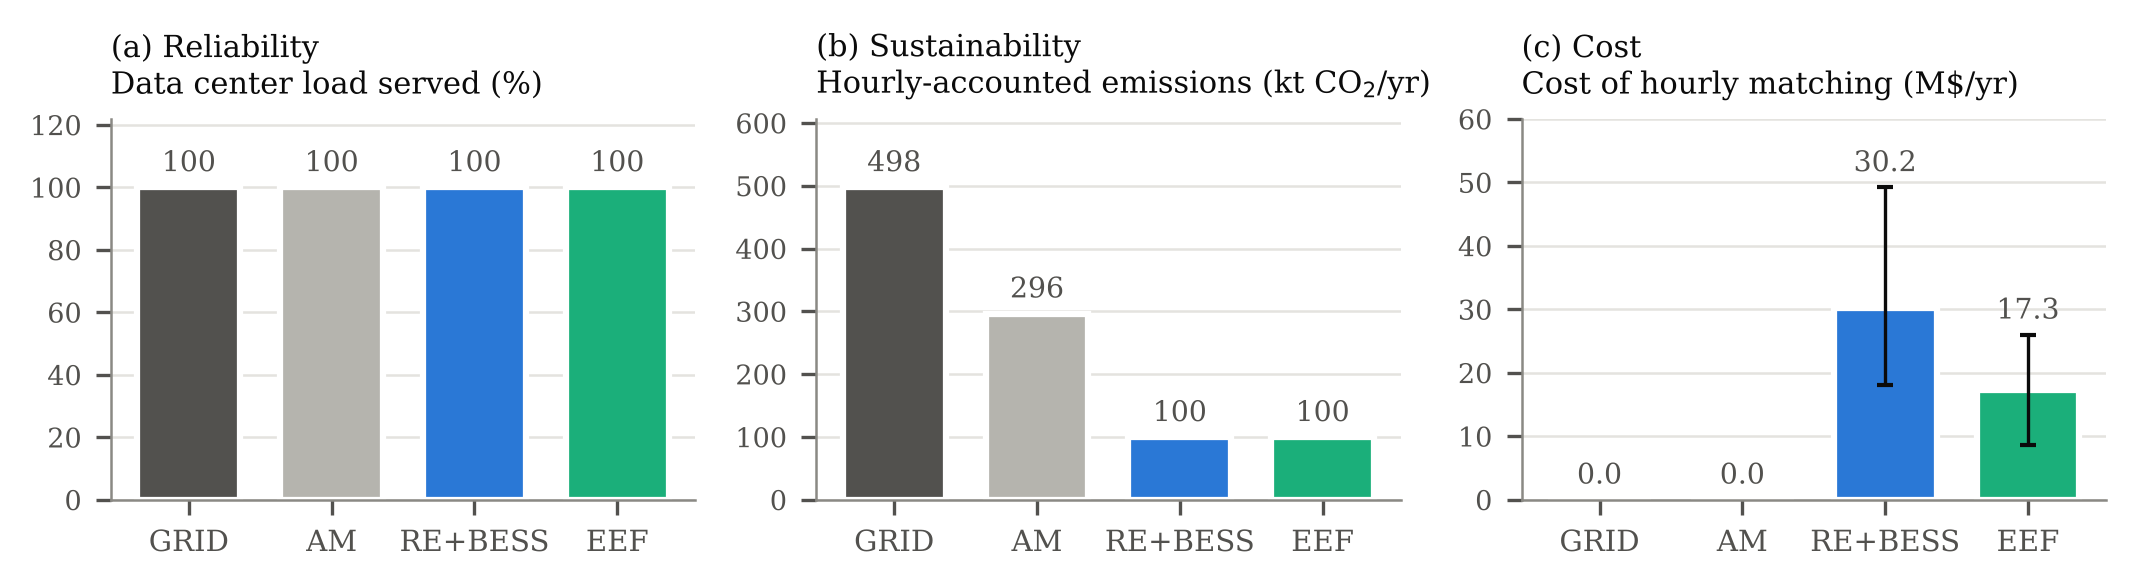 (a) Reliability
Data center load served (%)
120
100
80
60
40
20
0
100
100
100
100
GRID
AM
RE+BESS
EEF
(b) Sustainability
Hourly-accounted emissions (kt CO₂/yr)
600
500
400
300
200
100
0
498
296
100
100
GRID
AM
RE+BESS
EEF
(c) Cost
Cost of hourly matching (M$/yr)
60
50
40
30
20
10
0
0.0
0.0
30.2
17.3
GRID
AM
RE+BESS
EEF